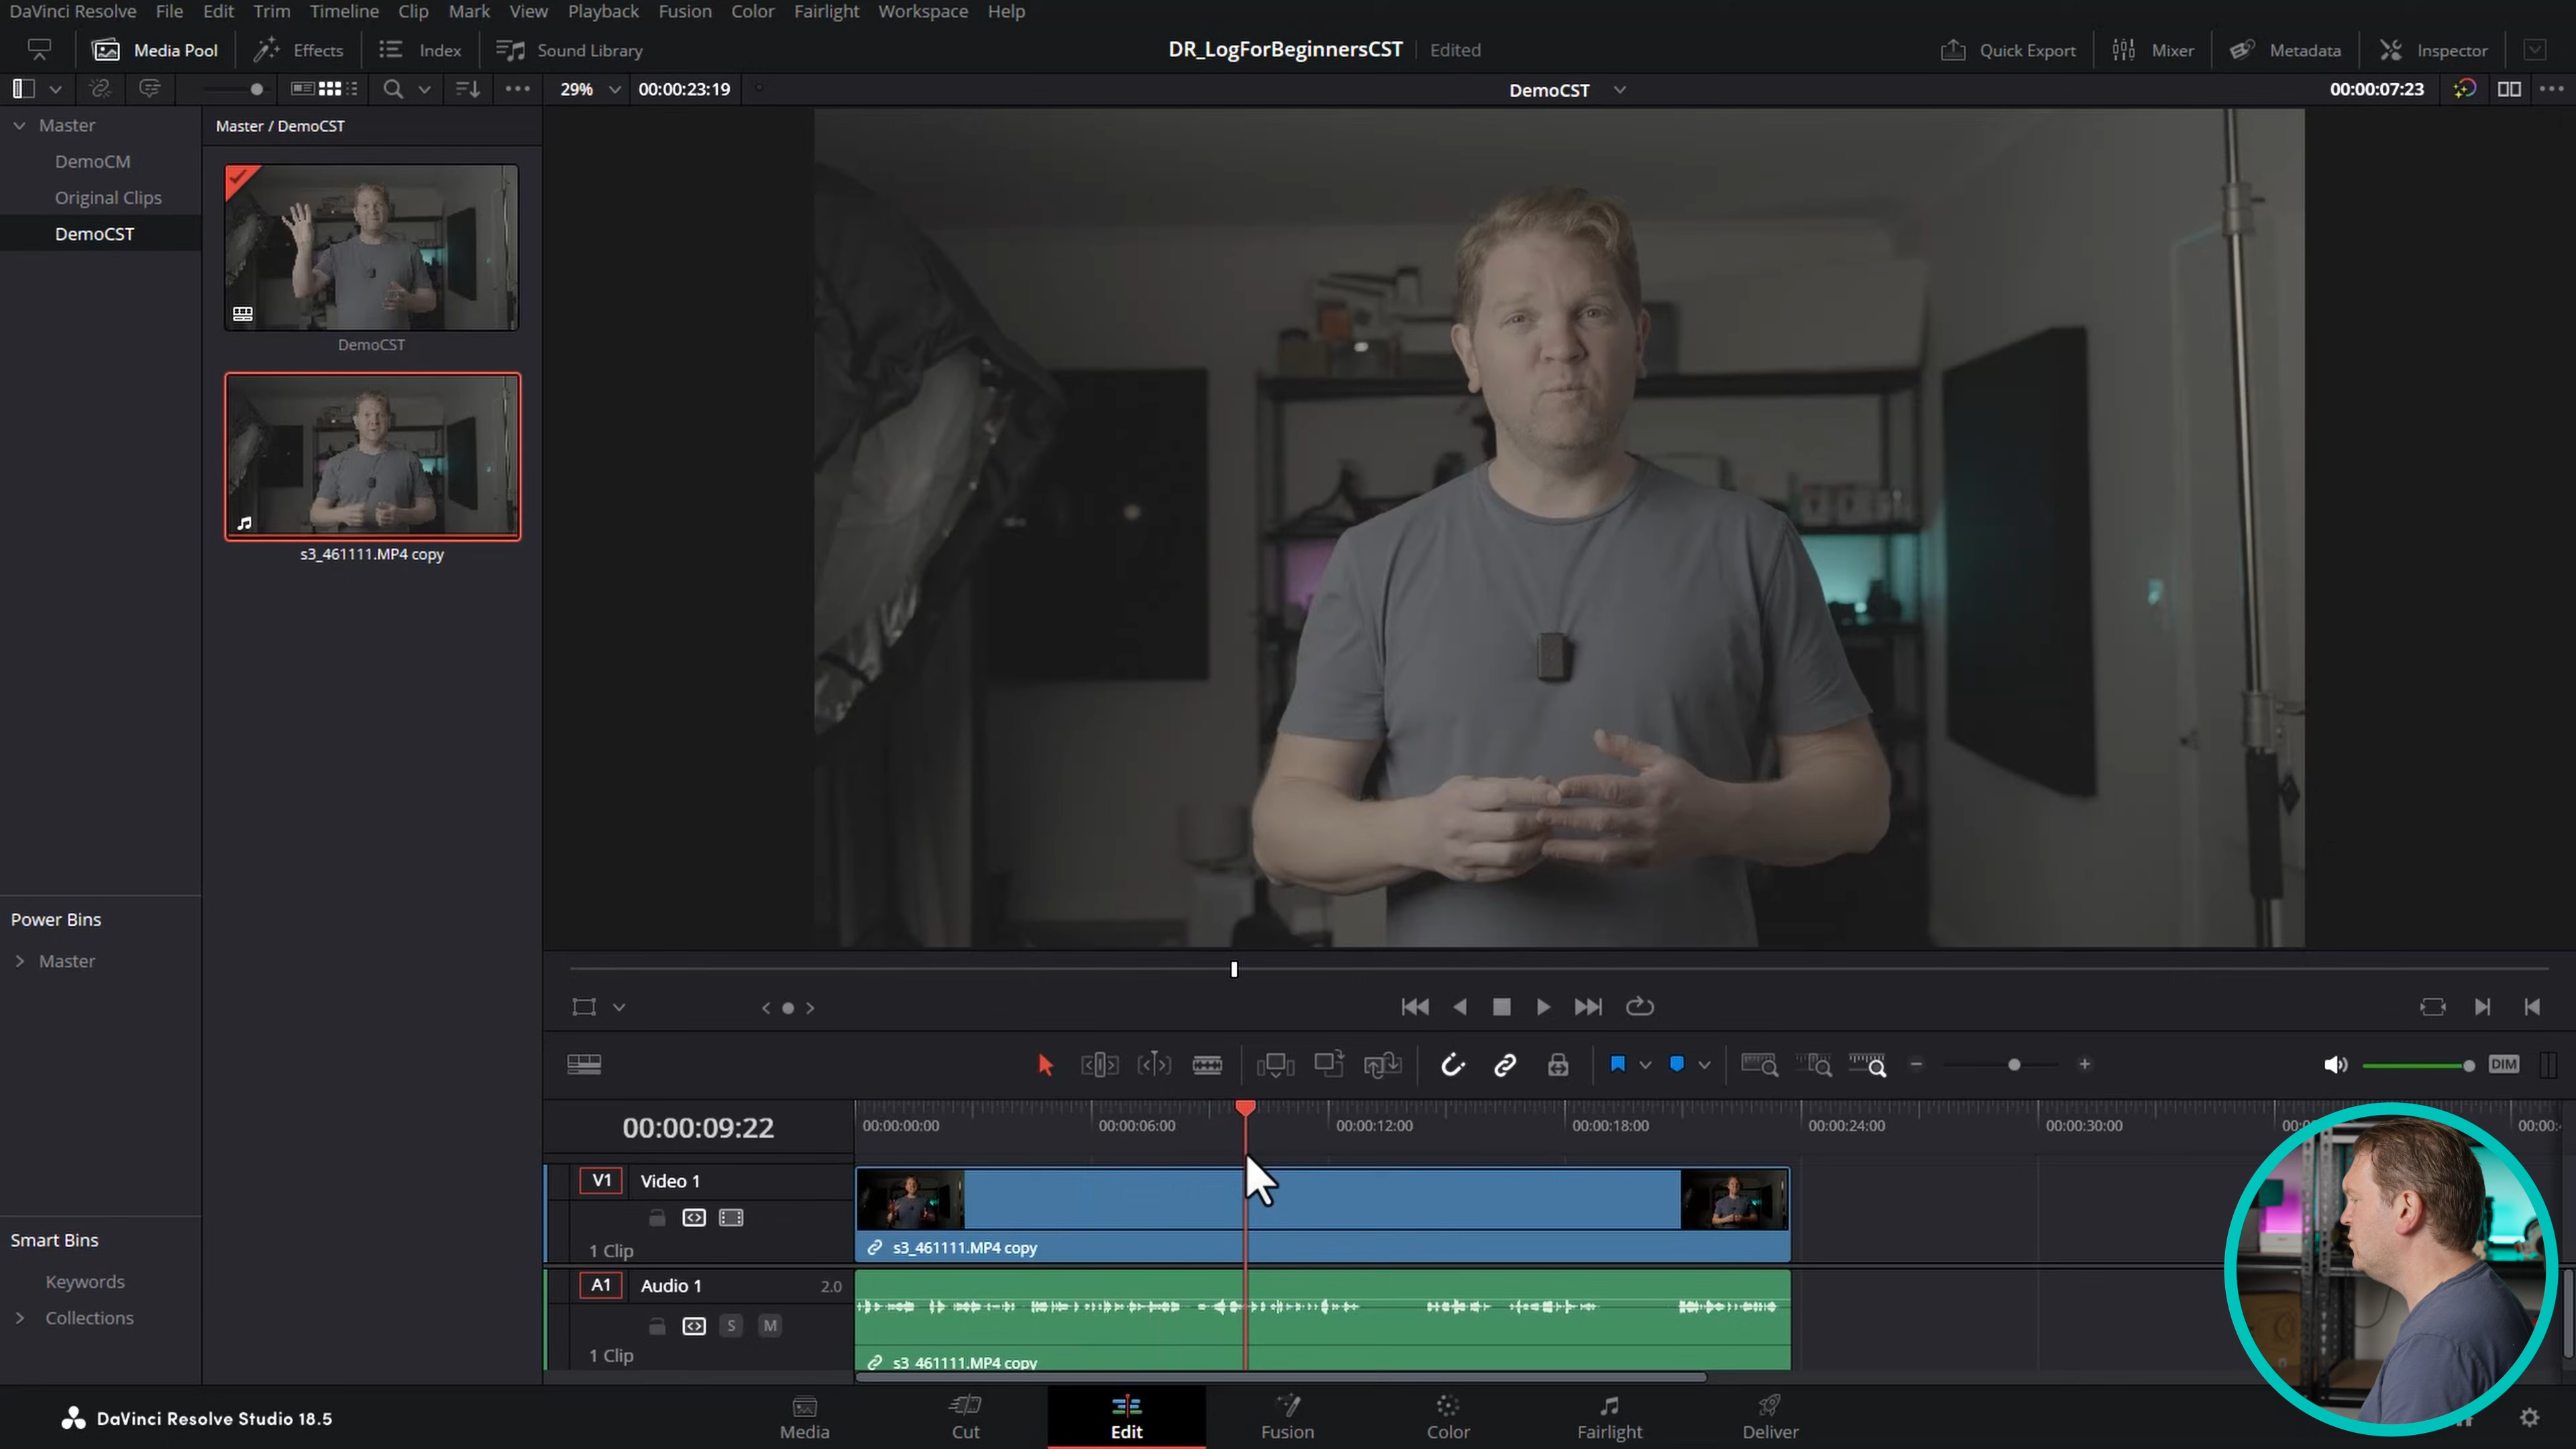 DaVinci Resolve File Edit Trim Timeline Clip Mark View Playback Fusion Color Fairlight Workspace Help
Media Pool Effects Index Sound Library DR_LogForBeginnersCST Edited Quick Export Mixer Metadata Inspector
29% 00:00:23:19 DemoCST 00:00:07:23
Master
DemoCM
Original Clips
DemoCST
Master / DemoCST
DemoCST
s3_461111.MP4 copy
Power Bins
Master
Smart Bins
Keywords
Collections
DIM
00:00:09:22
00:00:00:00 00:00:06:00 00:00:12:00 00:00:18:00 00:00:24:00 00:00:30:00
V1 Video 1
1 Clip
s3_461111.MP4 copy
A1 Audio 1 2.0
S M
1 Clip
s3_461111.MP4 copy
DaVinci Resolve Studio 18.5
Media Cut Edit Fusion Color Fairlight Deliver